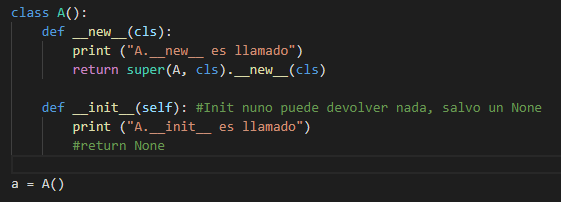 class A():
    def __new__(cls):
        print ("A.__new__ es llamado")
        return super(A, cls).__new__(cls)

    def __init__(self): #Init nuno puede devolver nada, salvo un None
        print ("A.__init__ es llamado")
        #return None

a = A()